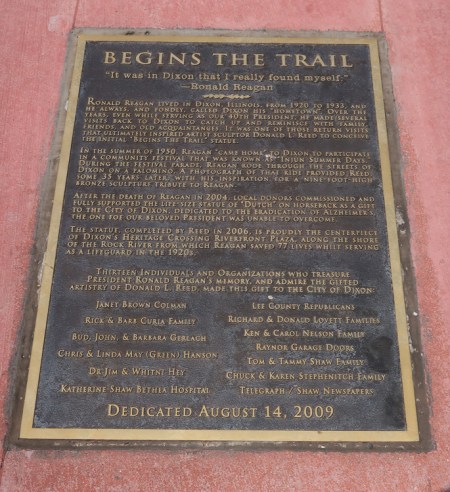 BEGINS THE TRAIL
"It was in Dixon that I really found myself."
—Ronald Reagan
RONALD REAGAN LIVED IN DIXON, ILLINOIS, FROM 1920 TO 1933, AND
HE ALWAYS, AND FONDLY, CALLED DIXON HIS "HOMETOWN." OVER THE
YEARS, EVEN WHILE SERVING AS OUR 40TH PRESIDENT, HE MADE SEVERAL
VISITS BACK TO DIXON TO CATCH UP AND REMINISCE WITH FAMILY,
FRIENDS, AND OLD ACQUAINTANCES. IT WAS ONE OF THOSE RETURN VISITS
THAT ULTIMATELY INSPIRED ARTIST SCULPTOR DONALD L. REED TO CONCEIVE
THE INITIAL "BEGINS THE TRAIL" STATUE.
IN THE SUMMER OF 1950, REAGAN "CAME HOME" TO DIXON TO PARTICIPATE
IN A COMMUNITY FESTIVAL THAT WAS KNOWN AS "INJUN SUMMER DAYS."
DURING THE FESTIVAL PARADE, REAGAN RODE THROUGH THE STREETS OF
DIXON ON A PALOMINO. A PHOTOGRAPH OF THAT RIDE PROVIDED REED,
SOME 55 YEARS LATER, WITH HIS INSPIRATION FOR A NINE-FOOT-HIGH
BRONZE SCULPTURE TRIBUTE TO REAGAN.
AFTER THE DEATH OF REAGAN IN 2004, LOCAL DONORS COMMISSIONED AND
FULLY SUPPORTED THE LIFE-SIZE STATUE OF "DUTCH" ON HORSEBACK AS A GIFT
TO THE CITY OF DIXON, DEDICATED TO THE ERADICATION OF ALZHEIMER'S,
THE ONE FOE OUR BELOVED PRESIDENT WAS UNABLE TO OVERCOME.
THE STATUE, COMPLETED BY REED IN 2006, IS PROUDLY THE CENTERPIECE
OF DIXON'S HERITAGE CROSSING RIVERFRONT PLAZA, ALONG THE SHORE
OF THE ROCK RIVER FROM WHICH REAGAN SAVED 77 LIVES WHILE SERVING
AS A LIFEGUARD IN THE 1920S.
THIRTEEN INDIVIDUALS AND ORGANIZATIONS WHO TREASURE
PRESIDENT RONALD REAGAN'S MEMORY, AND ADMIRE THE GIFTED
ARTISTRY OF DONALD L. REED, MADE THIS GIFT TO THE CITY OF DIXON:
JANET BROWN COLMAN
RICK & BARB CURIA FAMILY
BUD, JOHN, & BARBARA GERLACH
CHRIS & LINDA MAY (GREEN) HANSON
DR. JIM & WHITNY HEY
KATHERINE SHAW BETHEA HOSPITAL
LEE COUNTY REPUBLICANS
RICHARD & DONALD LOVETT FAMILIES
KEN & CAROL NELSON FAMILY
RAYNOR GARAGE DOORS
TOM & TAMMY SHAW FAMILY
CHUCK & KAREN STEPHENITCH FAMILY
TELEGRAPH / SHAW NEWSPAPERS
DEDICATED AUGUST 14, 2009